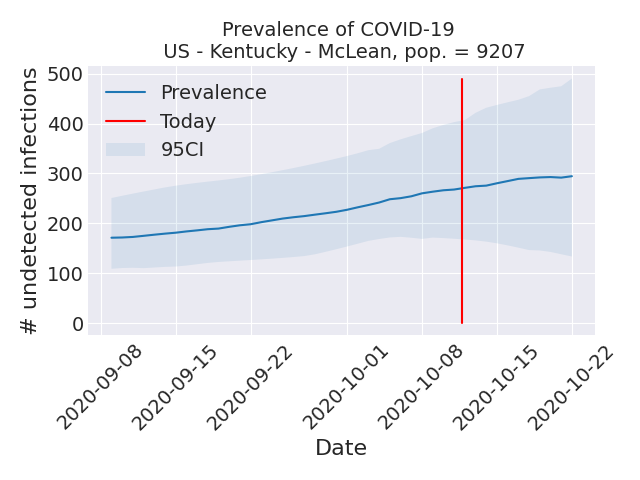 Prevalence of COVID-19
US - Kentucky - McLean, pop. = 9207
# undetected infections
500
400
300
200
100
0
Prevalence
Today
95CI
2020-09-08
2020-09-15
2020-09-22
2020-10-01
2020-10-08
2020-10-15
2020-10-22
Date